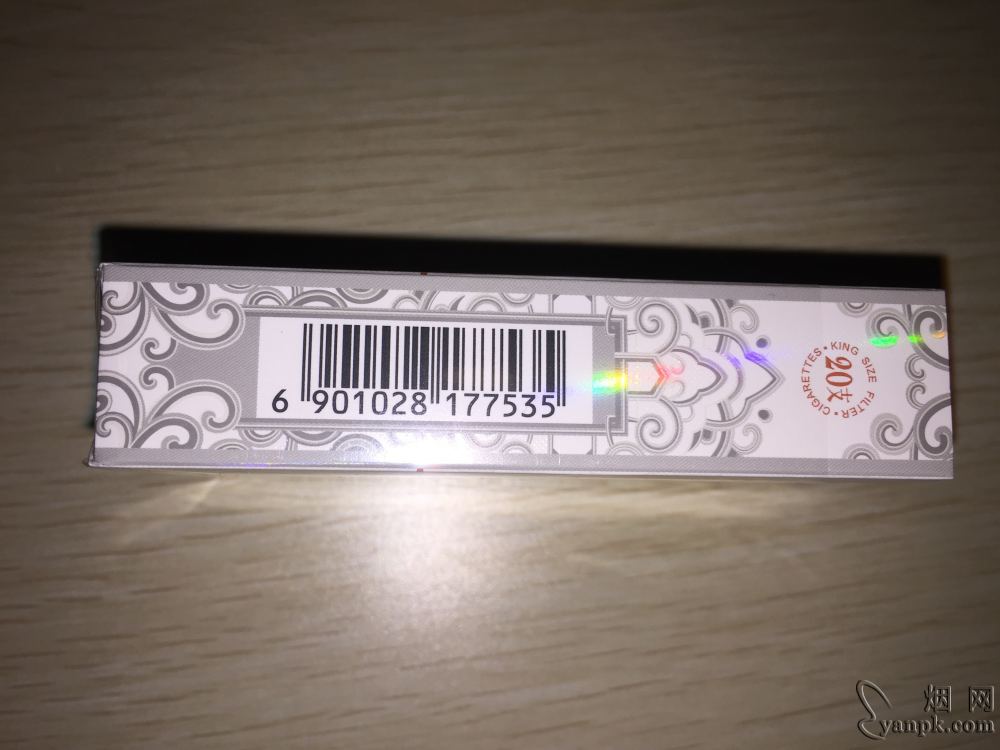 6 901028 177535
KING SIZE FILTER • CIGARETTES •
20支
烟网
yanpk.com